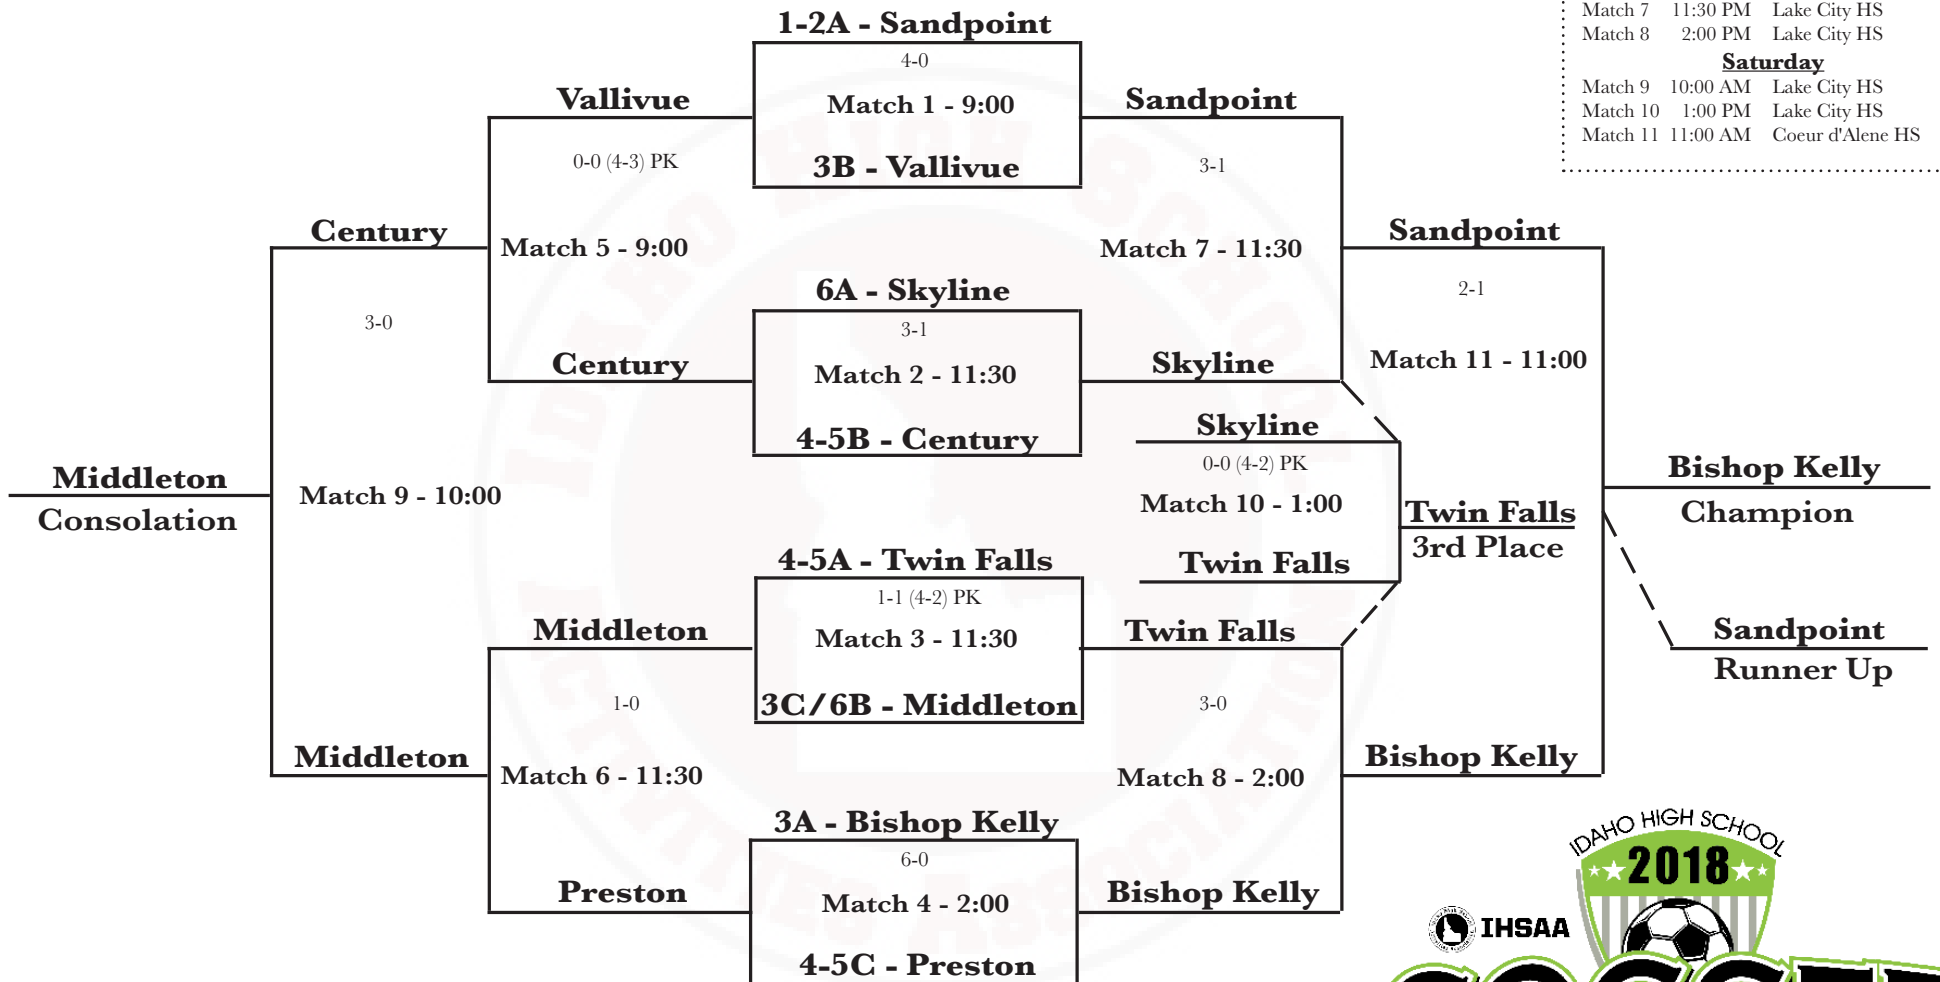 1-2A - Sandpoint
4-0
Match 1 - 9:00
3B - Vallivue
Vallivue
0-0 (4-3) PK
Match 5 - 9:00
Century
3-0
Match 9 - 10:00
Middleton
Consolation
6A - Skyline
3-1
Match 2 - 11:30
4-5B - Century
Century
4-5A - Twin Falls
1-1 (4-2) PK
Match 3 - 11:30
3C/6B - Middleton
Middleton
1-0
Match 6 - 11:30
Middleton
Preston
3A - Bishop Kelly
6-0
Match 4 - 2:00
4-5C - Preston
Sandpoint
3-1
Match 7 - 11:30
Skyline
Skyline
0-0 (4-2) PK
Match 10 - 1:00
Twin Falls
Twin Falls
3rd Place
Twin Falls
3-0
Match 8 - 2:00
Bishop Kelly
Sandpoint
2-1
Match 11 - 11:00
Bishop Kelly
Bishop Kelly
Champion
Sandpoint
Runner Up
Match 7 11:30 PM Lake City HS
Match 8 2:00 PM Lake City HS
Saturday
Match 9 10:00 AM Lake City HS
Match 10 1:00 PM Lake City HS
Match 11 11:00 AM Coeur d'Alene HS
IDAHO HIGH SCHOOL
ACTIVITIES ASSOCIATION
IDAHO HIGH SCHOOL
2018
IHSAA